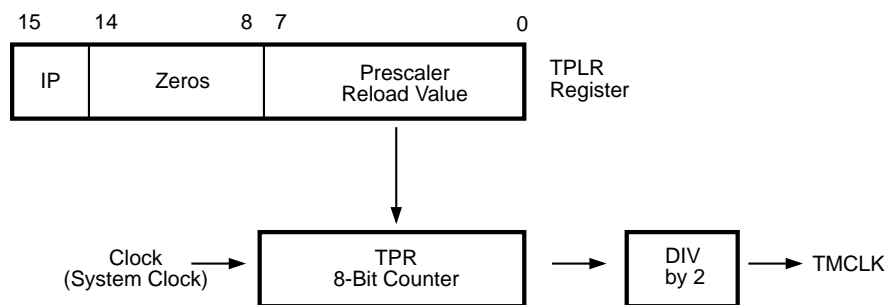 15 14 8 7 0
IP
Zeros
Prescaler
Reload Value
TPLR
Register
Clock
(System Clock)
TPR
8-Bit Counter
DIV
by 2
TMCLK